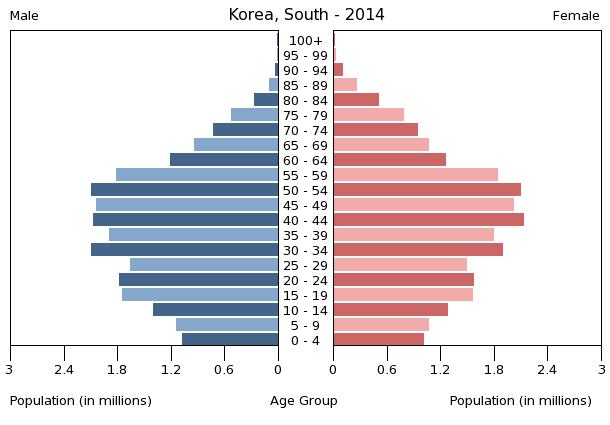 Male Korea, South - 2014 Female
100+
95 - 99
90 - 94
85 - 89
80 - 84
75 - 79
70 - 74
65 - 69
60 - 64
55 - 59
50 - 54
45 - 49
40 - 44
35 - 39
30 - 34
25 - 29
20 - 24
15 - 19
10 - 14
5 - 9
0 - 4
3 2.4 1.8 1.2 0.6 0 0 0.6 1.2 1.8 2.4 3
Population (in millions) Age Group Population (in millions)